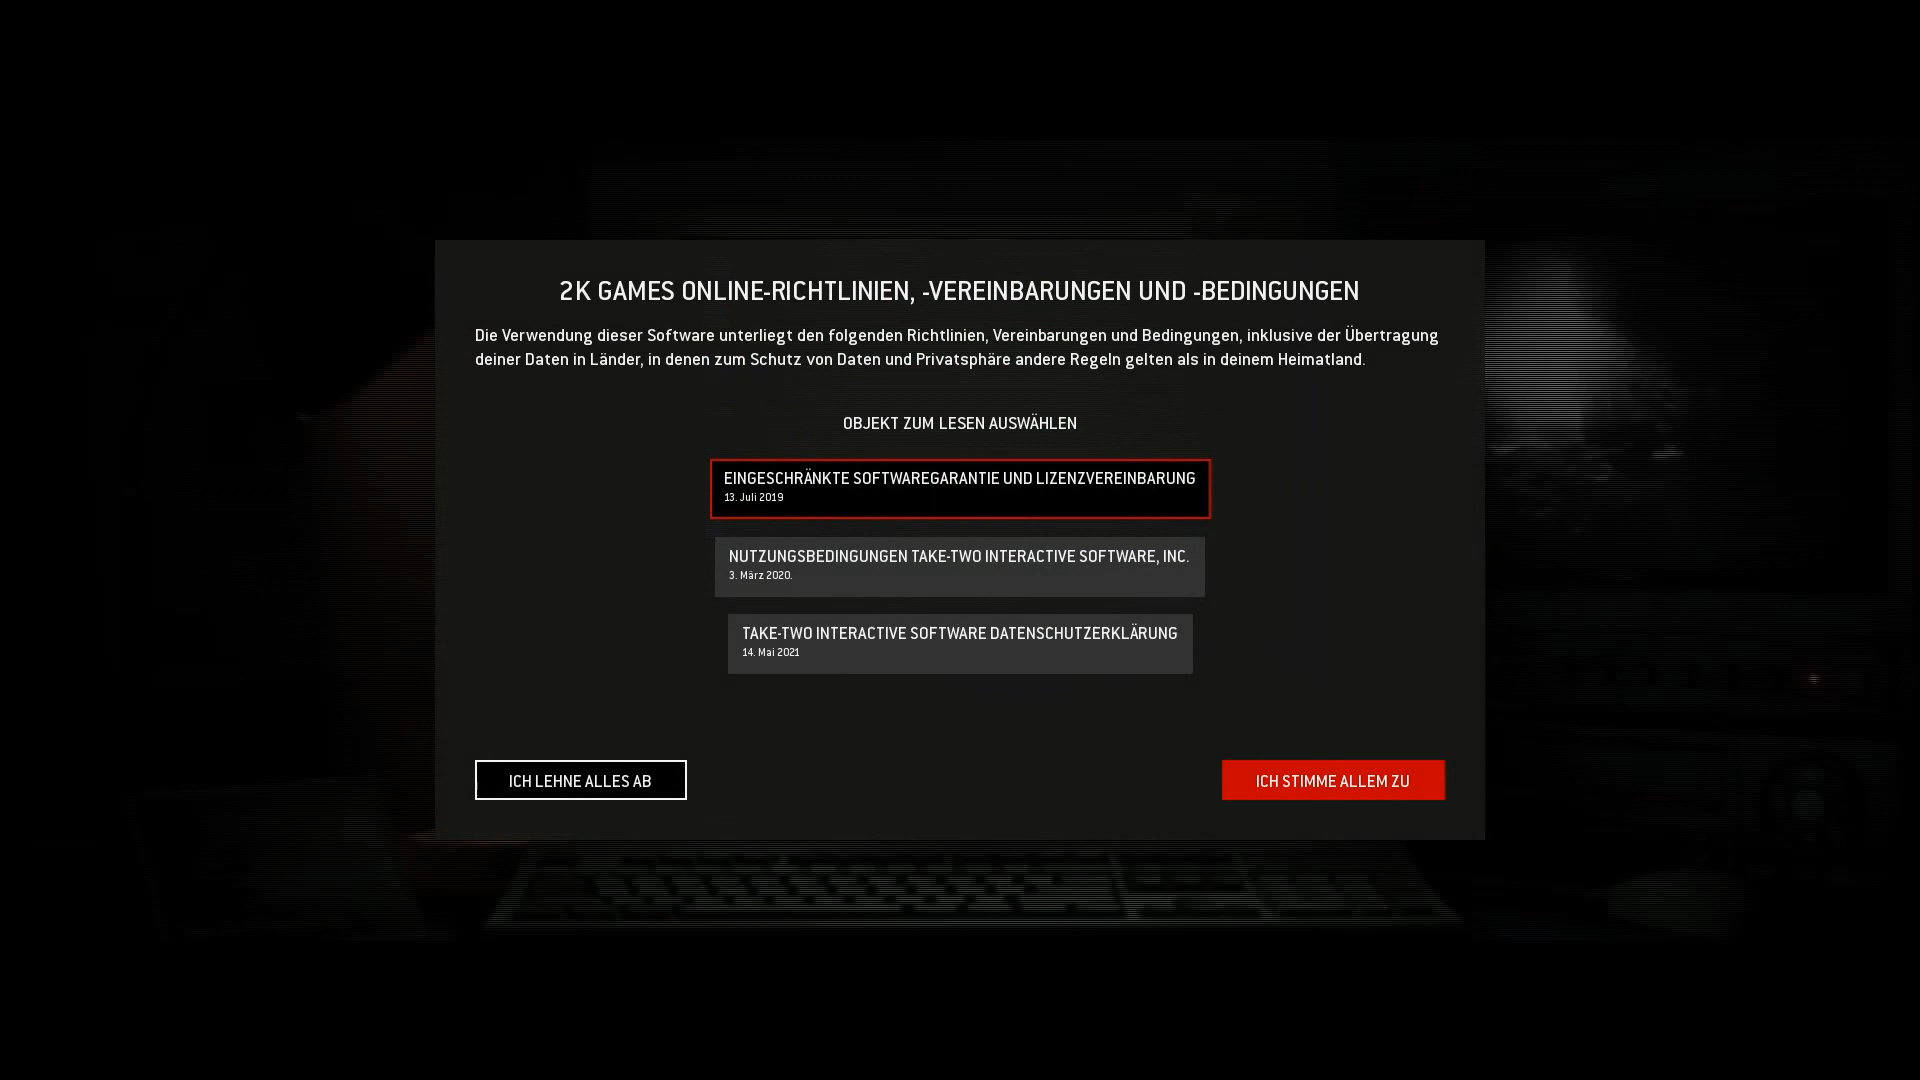 2K GAMES ONLINE-RICHTLINIEN, -VEREINBARUNGEN UND -BEDINGUNGEN
Die Verwendung dieser Software unterliegt den folgenden Richtlinien, Vereinbarungen und Bedingungen, inklusive der Übertragung
deiner Daten in Länder, in denen zum Schutz von Daten und Privatsphäre andere Regeln gelten als in deinem Heimatland.
OBJEKT ZUM LESEN AUSWÄHLEN
EINGESCHRÄNKTE SOFTWAREGARANTIE UND LIZENZVEREINBARUNG
13. Juli 2019
NUTZUNGSBEDINGUNGEN TAKE-TWO INTERACTIVE SOFTWARE, INC.
3. März 2020.
TAKE-TWO INTERACTIVE SOFTWARE DATENSCHUTZERKLÄRUNG
14. Mai 2021
ICH LEHNE ALLES AB
ICH STIMME ALLEM ZU